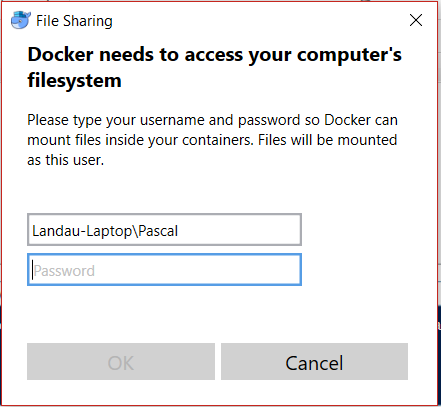 File Sharing
Docker needs to access your computer's
filesystem
Please type your username and password so Docker can
mount files inside your containers. Files will be mounted
as this user.
Landau-Laptop\Pascal
Password
OK
Cancel